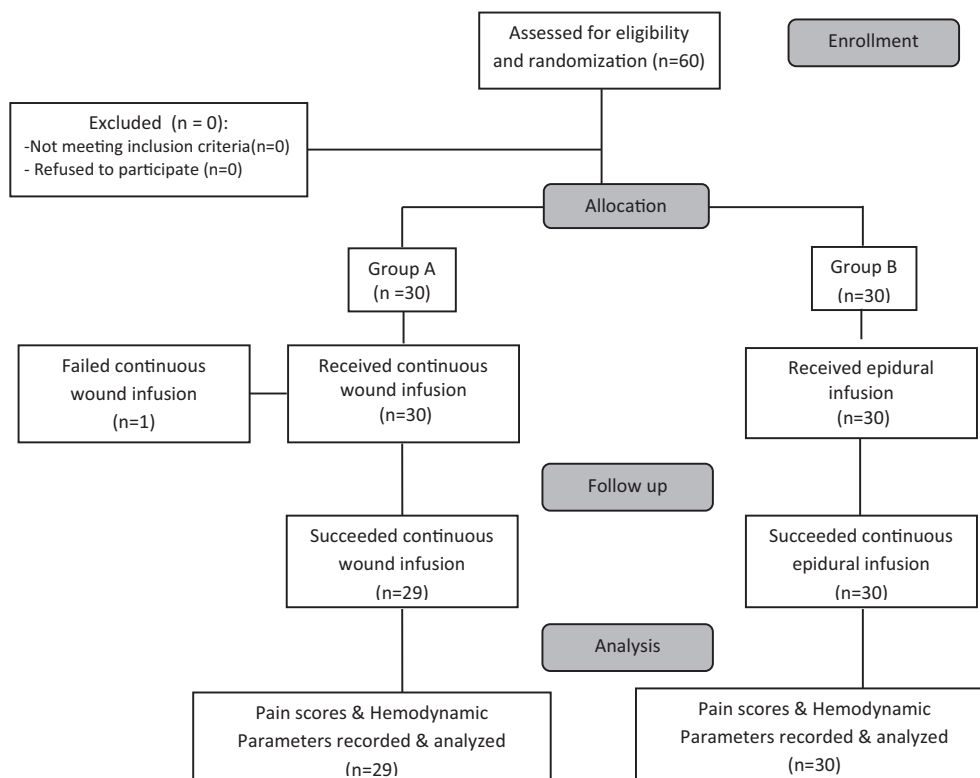 Assessed for eligibility
and randomization (n=60)
Enrollment
Excluded (n = 0):
-Not meeting inclusion criteria(n=0)
- Refused to participate (n=0)
Allocation
Group A
(n =30)
Group B
(n=30)
Failed continuous
wound infusion
(n=1)
Received continuous
wound infusion
(n=30)
Received epidural
infusion
(n=30)
Follow up
Succeeded continuous
wound infusion
(n=29)
Succeeded continuous
epidural infusion
(n=30)
Analysis
Pain scores & Hemodynamic
Parameters recorded & analyzed
(n=29)
Pain scores & Hemodynamic
Parameters recorded & analyzed
(n=30)